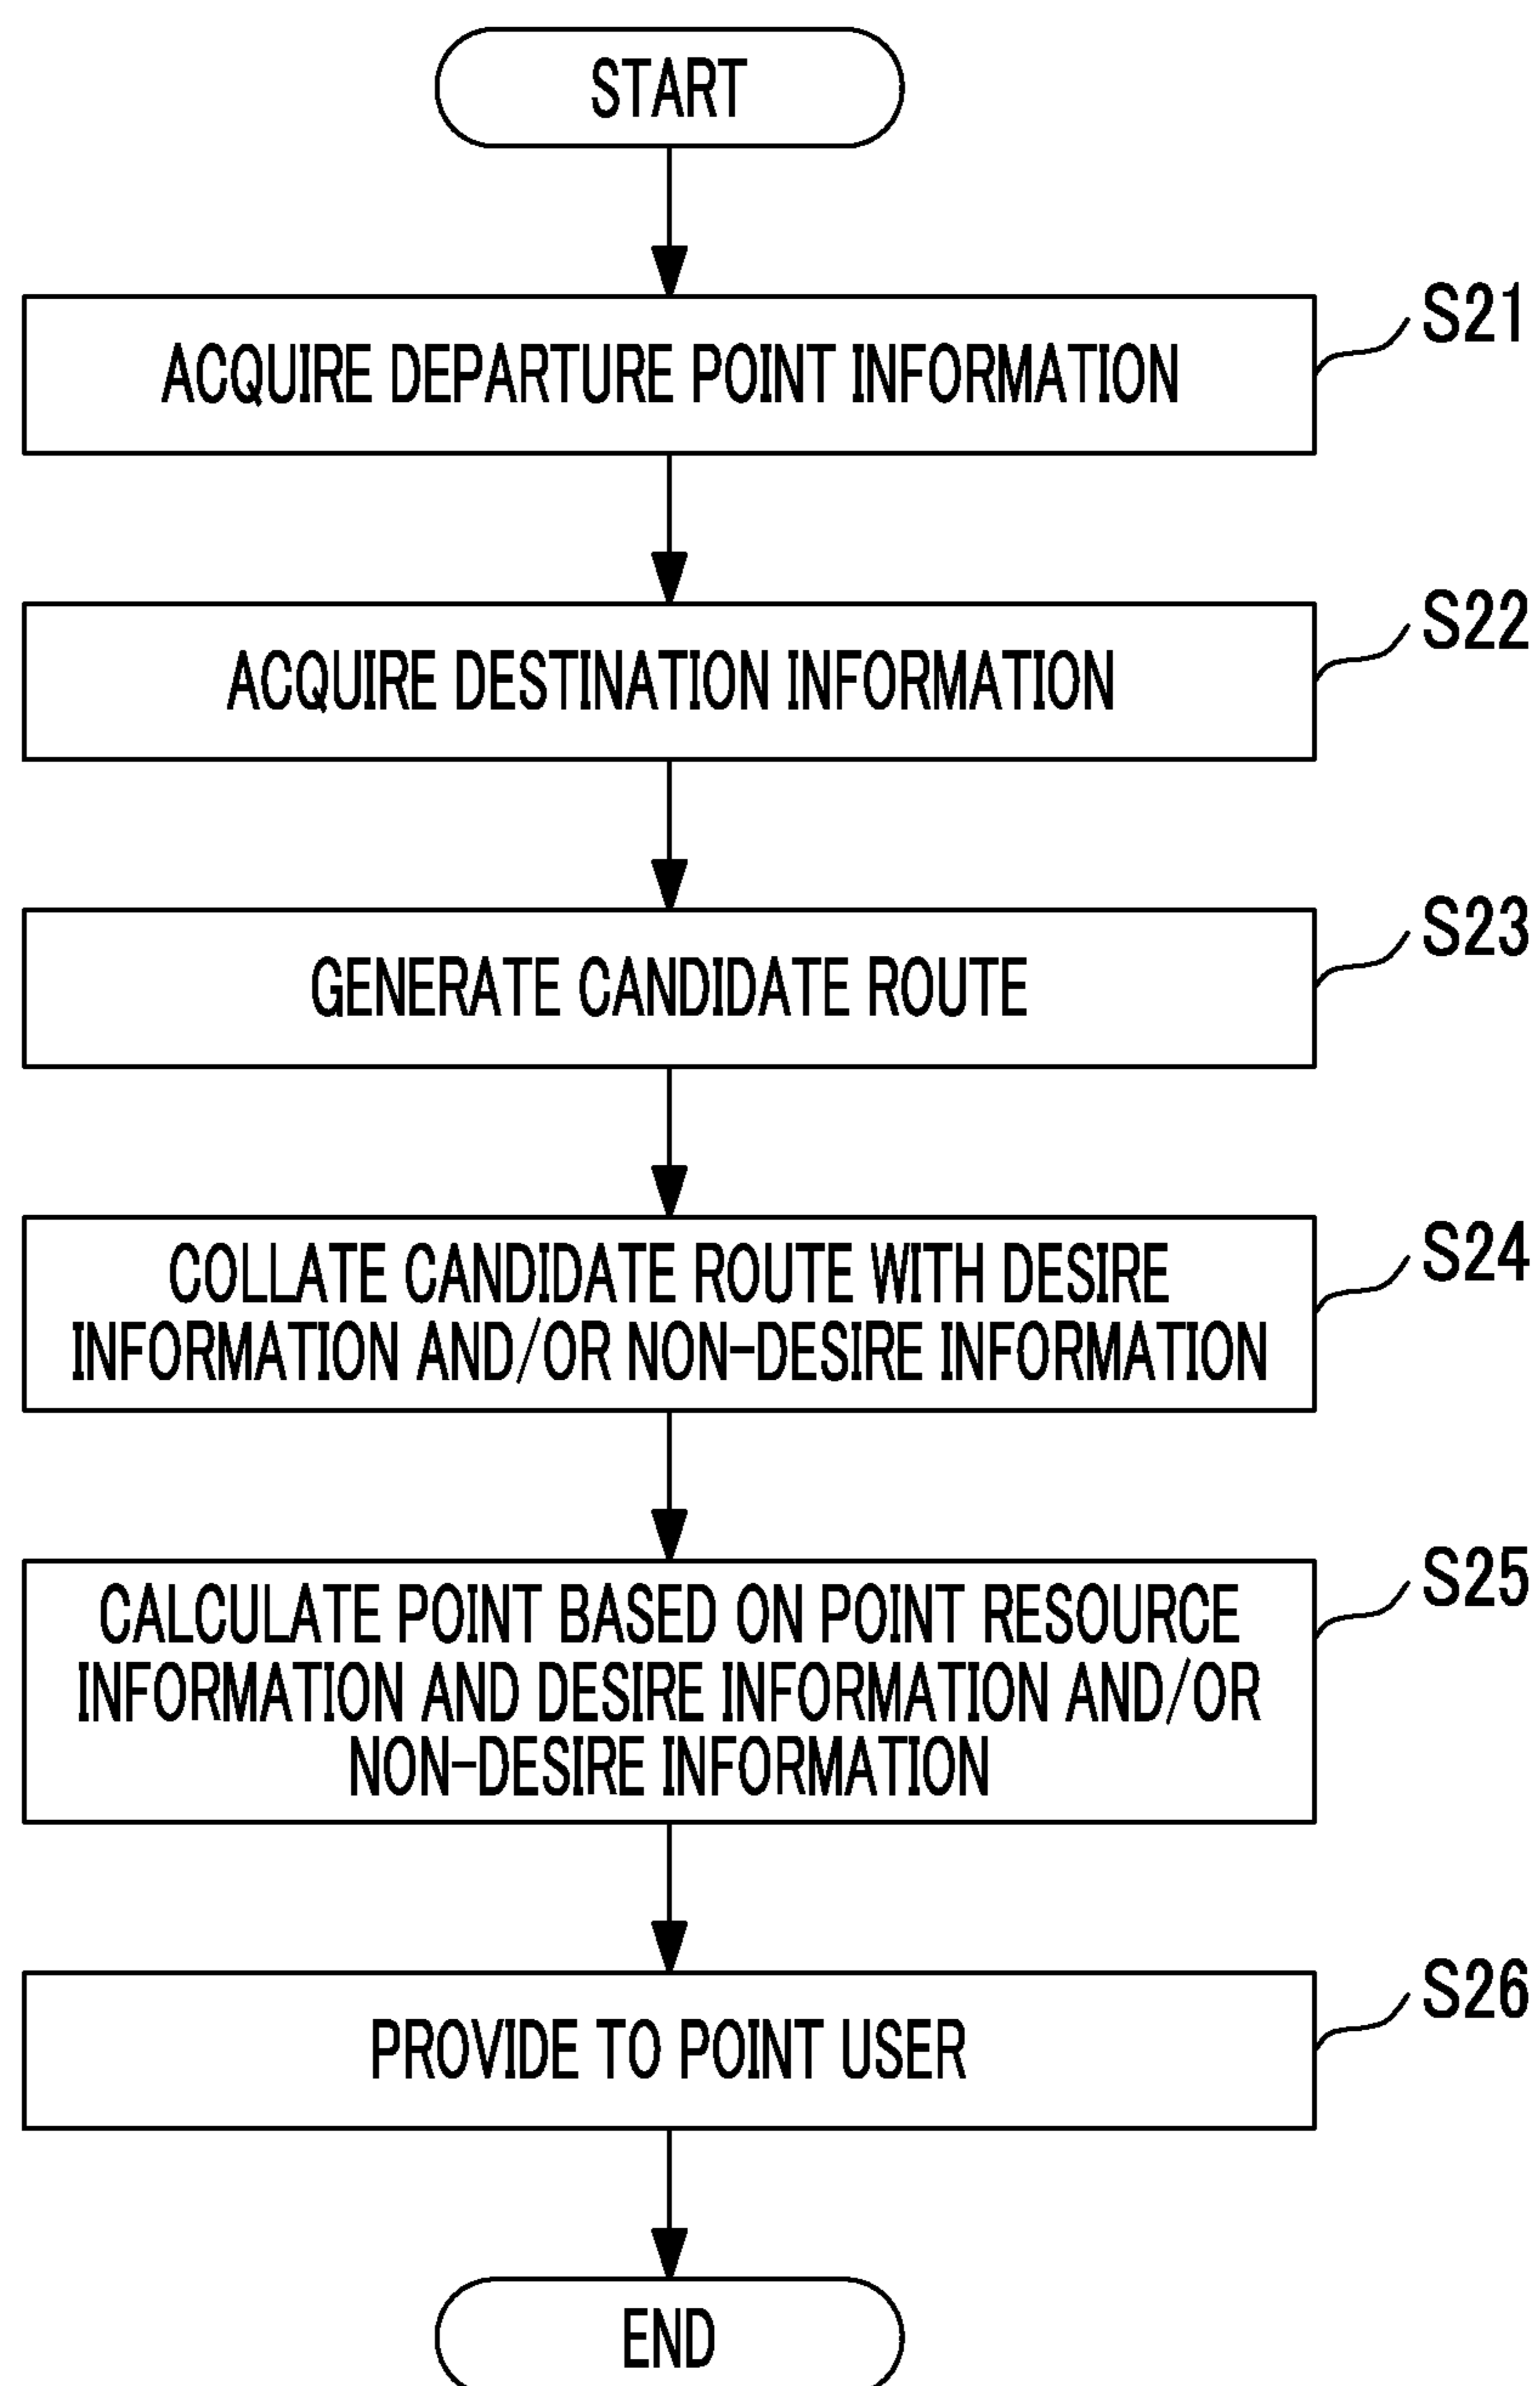 START
ACQUIRE DEPARTURE POINT INFORMATION
S21
ACQUIRE DESTINATION INFORMATION
S22
GENERATE CANDIDATE ROUTE
S23
COLLATE CANDIDATE ROUTE WITH DESIRE
INFORMATION AND/OR NON-DESIRE INFORMATION
S24
CALCULATE POINT BASED ON POINT RESOURCE
INFORMATION AND DESIRE INFORMATION AND/OR
NON-DESIRE INFORMATION
S25
PROVIDE TO POINT USER
S26
END